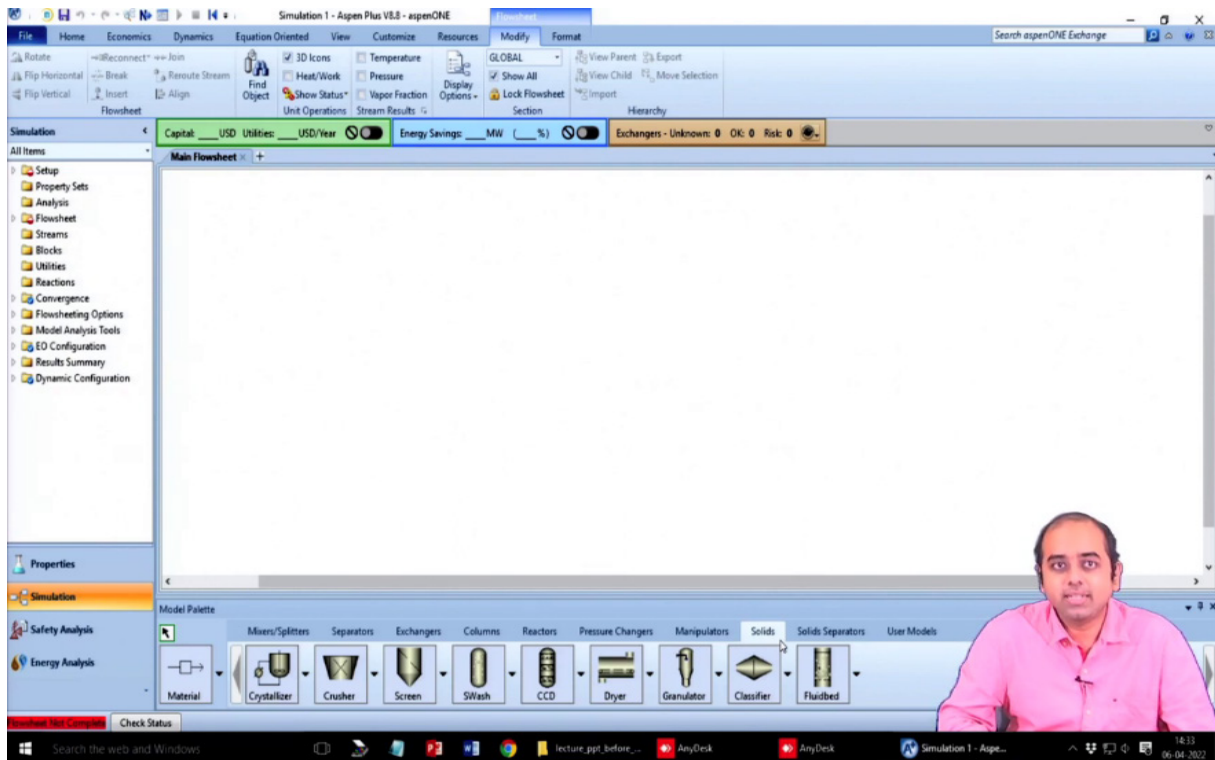 Simulation 1 - Aspen Plus V8.8 - aspenONE
Flowsheet
File Home Economics Dynamics Equation Oriented View Customize Resources Modify Format Search aspenONE Exchange
Rotate Reconnect Join 3D Icons Temperature GLOBAL View Parent Export
Flip Horizontal Break Reroute Stream Find Object Heat/Work Pressure Display Options Show All View Child Move Selection
Flip Vertical Insert Align Show Status Vapor Fraction Lock Flowsheet Import
Flowsheet Unit Operations Stream Results Section Hierarchy
Simulation Capital: ___USD Utilities: ___USD/Year Energy Savings: ___MW (___%) Exchangers - Unknown: 0 OK: 0 Risk: 0
All Items Main Flowsheet × +
Setup
Property Sets
Analysis
Flowsheet
Streams
Blocks
Utilities
Reactions
Convergence
Flowsheeting Options
Model Analysis Tools
EO Configuration
Results Summary
Dynamic Configuration
Properties
Simulation
Safety Analysis
Energy Analysis
Model Palette
Mixers/Splitters Separators Exchangers Columns Reactors Pressure Changers Manipulators Solids Solids Separators User Models
Material Crystallizer Crusher Screen SWash CCD Dryer Granulator Classifier Fluidbed
Flowsheet Not Complete Check Status
Search the web and Windows lecture_ppt_before_... AnyDesk AnyDesk Simulation 1 - Aspe... 14:33
06-04-2022